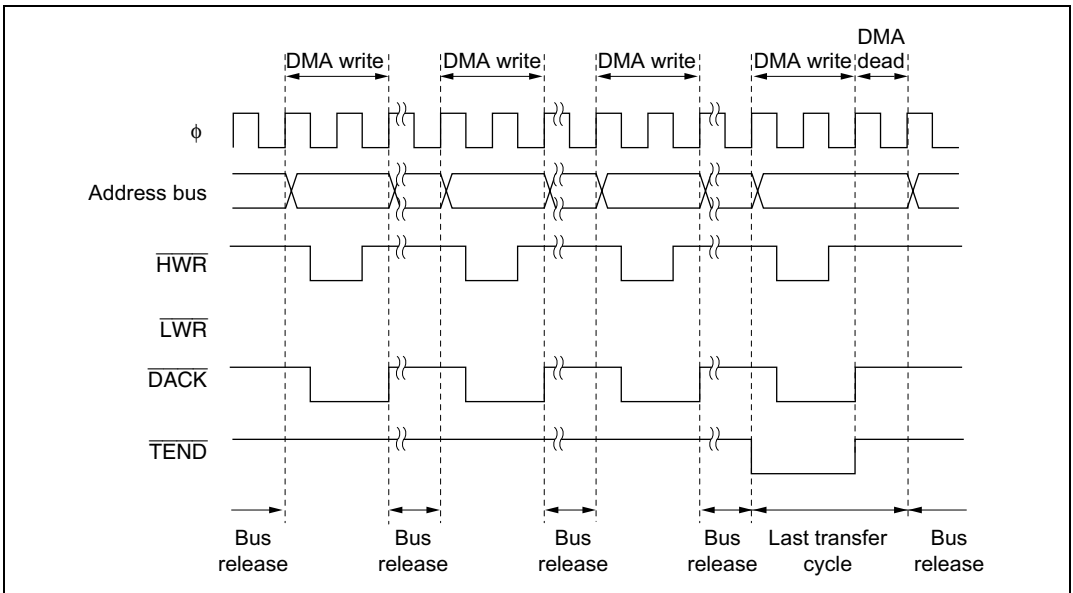 DMA
DMA write DMA write DMA write DMA write dead
ϕ
Address bus
HWR
LWR
DACK
TEND
Bus Bus Bus Bus Last transfer Bus
release release release release cycle release